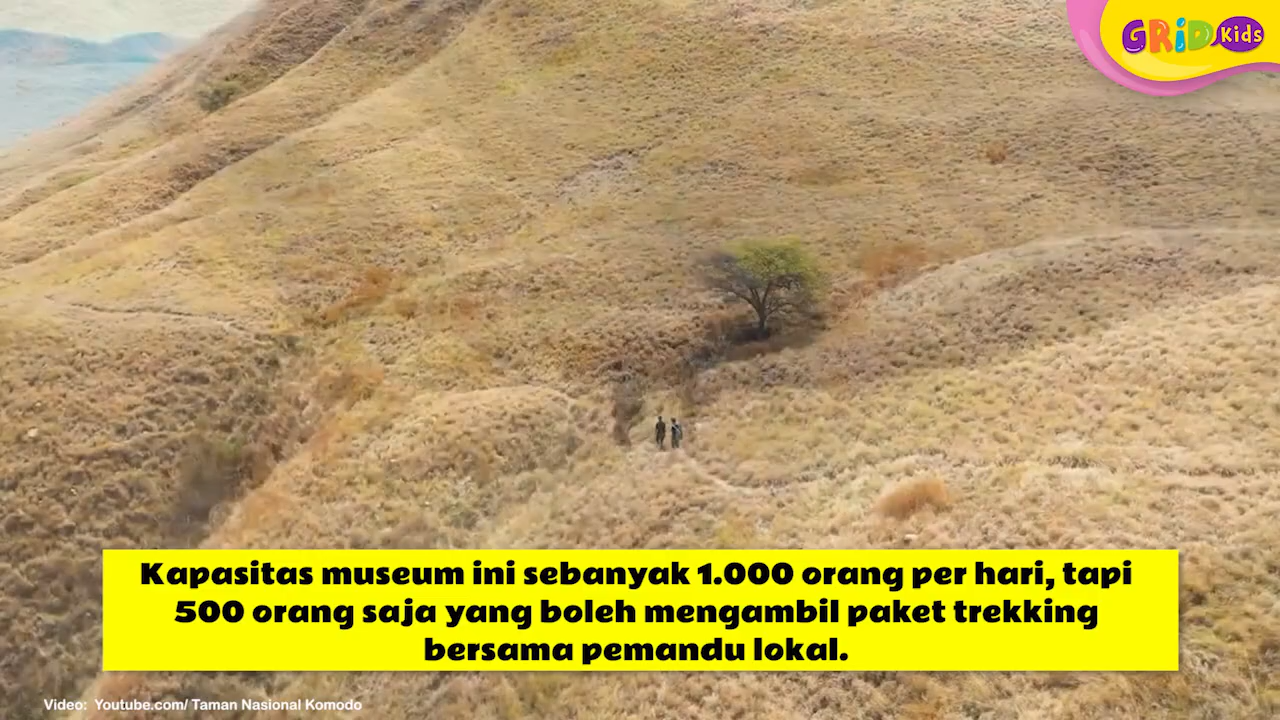 GRID Kids
Kapasitas museum ini sebanyak 1.000 orang per hari, tapi
500 orang saja yang boleh mengambil paket trekking
bersama pemandu lokal.
Video: Youtube.com/ Taman Nasional Komodo